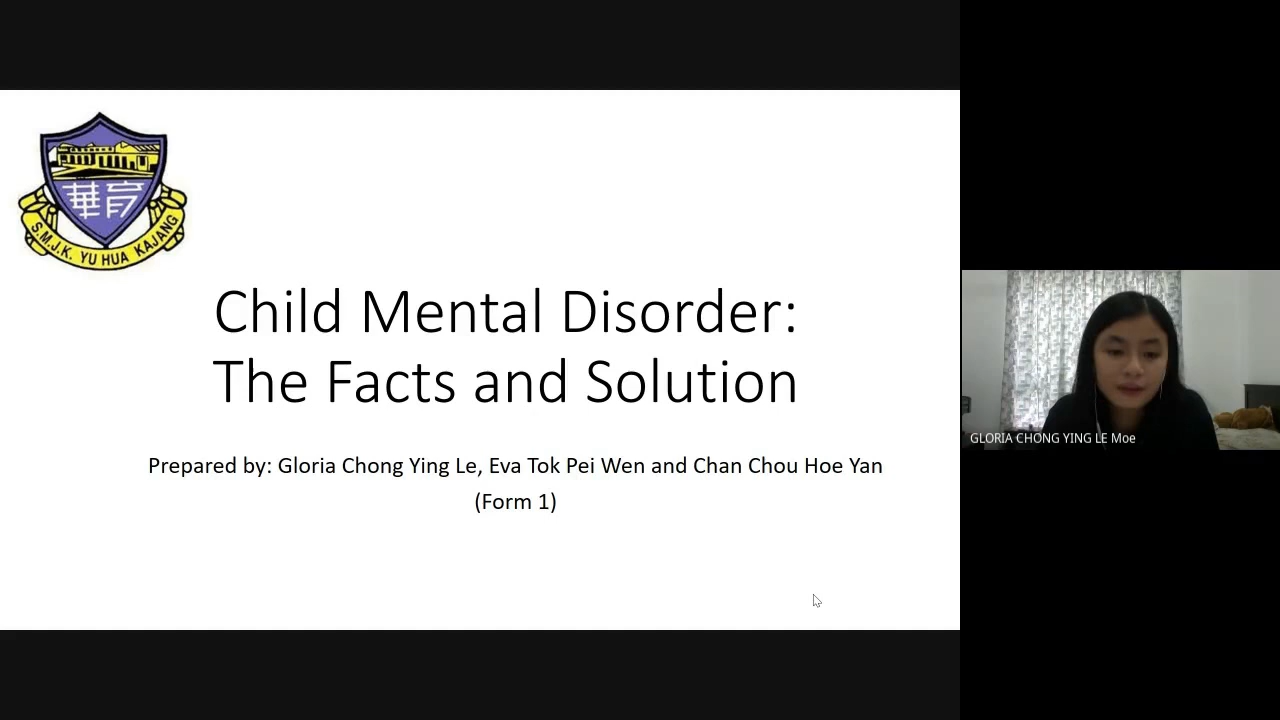 華育
S.M.J.K. YU HUA KAJANG
Child Mental Disorder:
The Facts and Solution
Prepared by: Gloria Chong Ying Le, Eva Tok Pei Wen and Chan Chou Hoe Yan
(Form 1)
GLORIA CHONG YING LE Moe